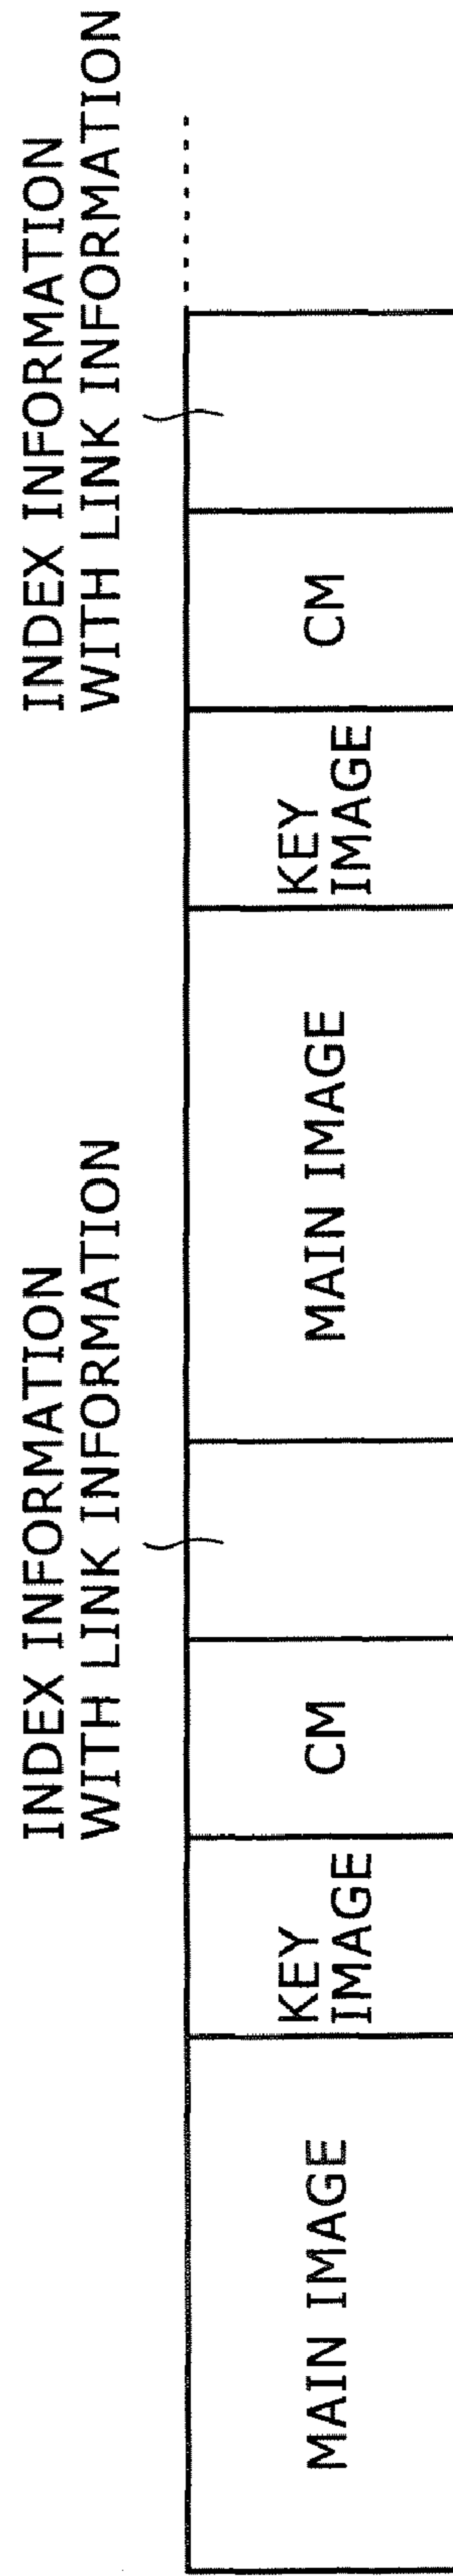 INDEX INFORMATION
WITH LINK INFORMATION
INDEX INFORMATION
WITH LINK INFORMATION
MAIN IMAGE
KEY
IMAGE
CM
MAIN IMAGE
KEY
IMAGE
CM